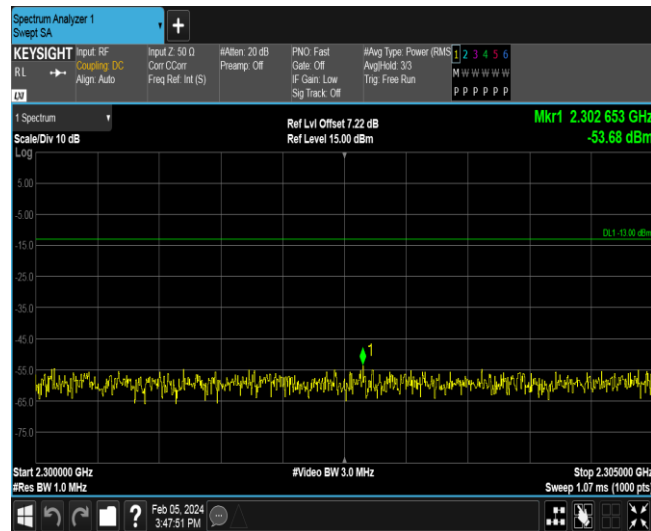 Spectrum Analyzer 1
Swept SA
+
KEYSIGHT Input: RF Input Z: 50 Ω #Atten: 20 dB PNO: Fast #Avg Type: Power (RMS 1 2 3 4 5 6
RL Coupling: DC Corr CCorr Preamp: Off Gate: Off Avg|Hold: 3/3 M W W W W W
Align: Auto Freq Ref: Int (S) IF Gain: Low Trig: Free Run
LXI Sig Track: Off P P P P P P
1 Spectrum Ref Lvl Offset 7.22 dB Mkr1 2.302 653 GHz
Scale/Div 10 dB Ref Level 15.00 dBm -53.68 dBm
Log
5.00
-5.00
DL1 -13.00 dBm
-15.0
-25.0
-35.0
-45.0
1
-55.0
-65.0
-75.0
Start 2.300000 GHz #Video BW 3.0 MHz Stop 2.305000 GHz
#Res BW 1.0 MHz Sweep 1.07 ms (1000 pts)
? Feb 05, 2024
3:47:51 PM